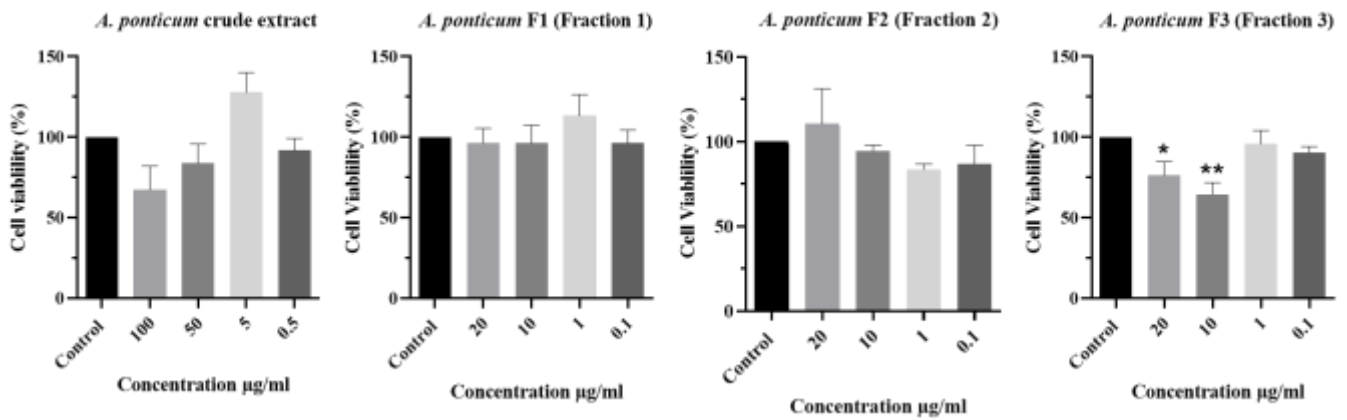 A. ponticum crude extract
150
100
50
0
Cell viability (%)
Control
100
50
5
0.5
Concentration µg/ml
A. ponticum F1 (Fraction 1)
150
100
50
0
Cell Viablility (%)
Control
20
10
1
0.1
Concentration µg/ml
A. ponticum F2 (Fraction 2)
150
100
50
0
Cell Viablility (%)
Control
20
10
1
0.1
Concentration µg/ml
A. ponticum F3 (Fraction 3)
150
100
50
0
Cell Viablility (%)
*
**
Control
20
10
1
0.1
Concentration µg/ml